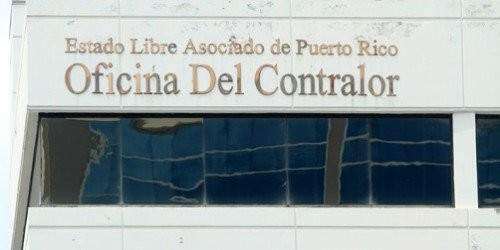 Estado Libre Asociado de Puerto Rico
Oficina Del Contralor